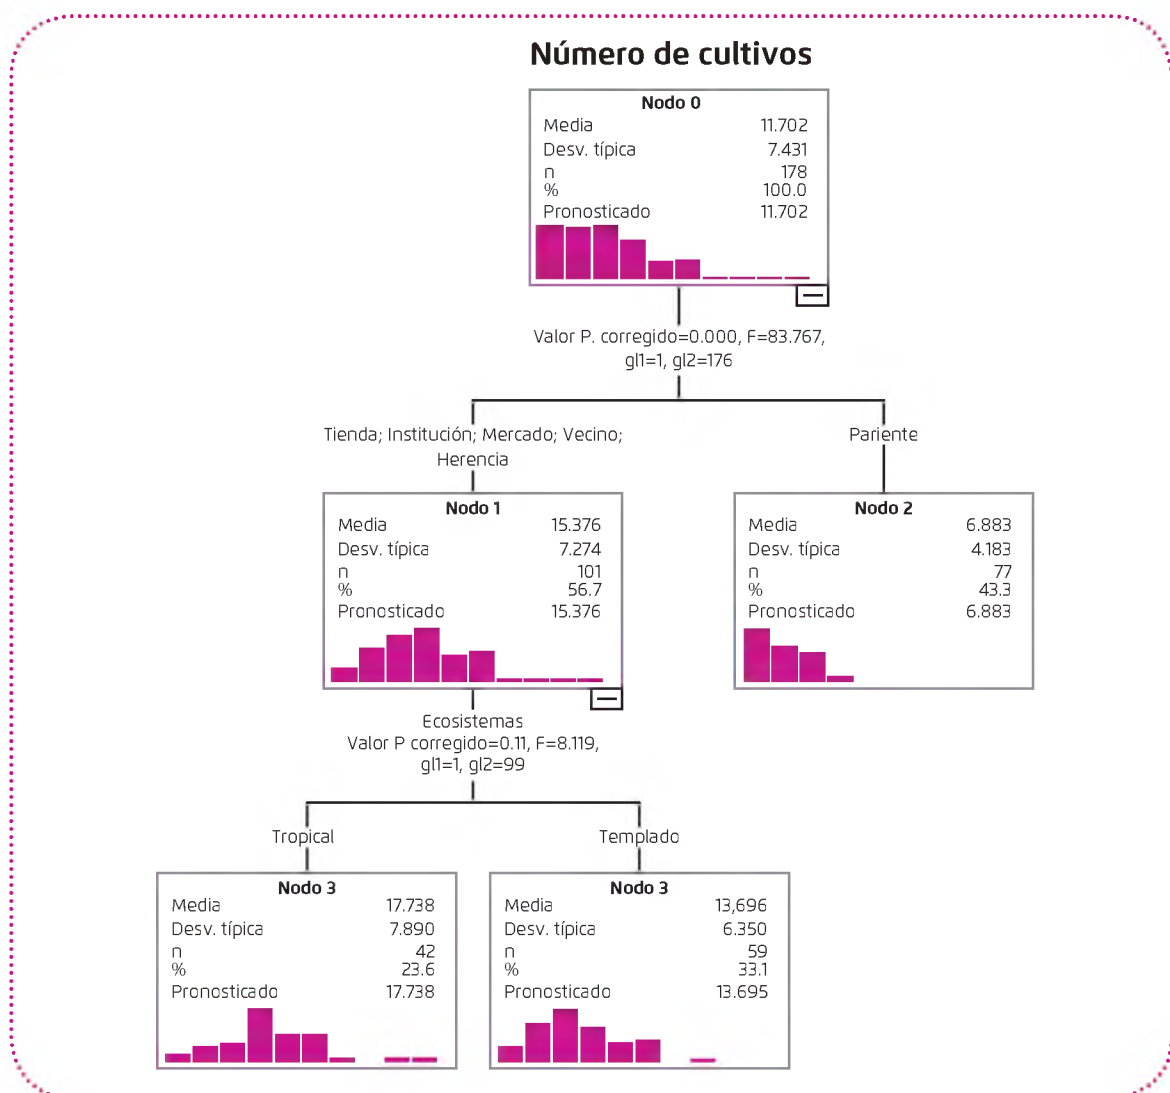 Número de cultivos
Nodo 0
Media 11.702
Desv. típica 7.431
n 178
% 100.0
Pronosticado 11.702
Valor P. corregido=0.000, F=83.767,
gl1=1, gl2=176
Tienda; Institución; Mercado; Vecino;
Herencia
Pariente
Nodo 1
Media 15.376
Desv. típica 7.274
n 101
% 56.7
Pronosticado 15.376
Nodo 2
Media 6.883
Desv. típica 4.183
n 77
% 43.3
Pronosticado 6.883
Ecosistemas
Valor P corregido=0.11, F=8.119,
gl1=1, gl2=99
Tropical
Templado
Nodo 3
Media 17.738
Desv. típica 7.890
n 42
% 23.6
Pronosticado 17.738
Nodo 3
Media 13,696
Desv. típica 6.350
n 59
% 33.1
Pronosticado 13.695